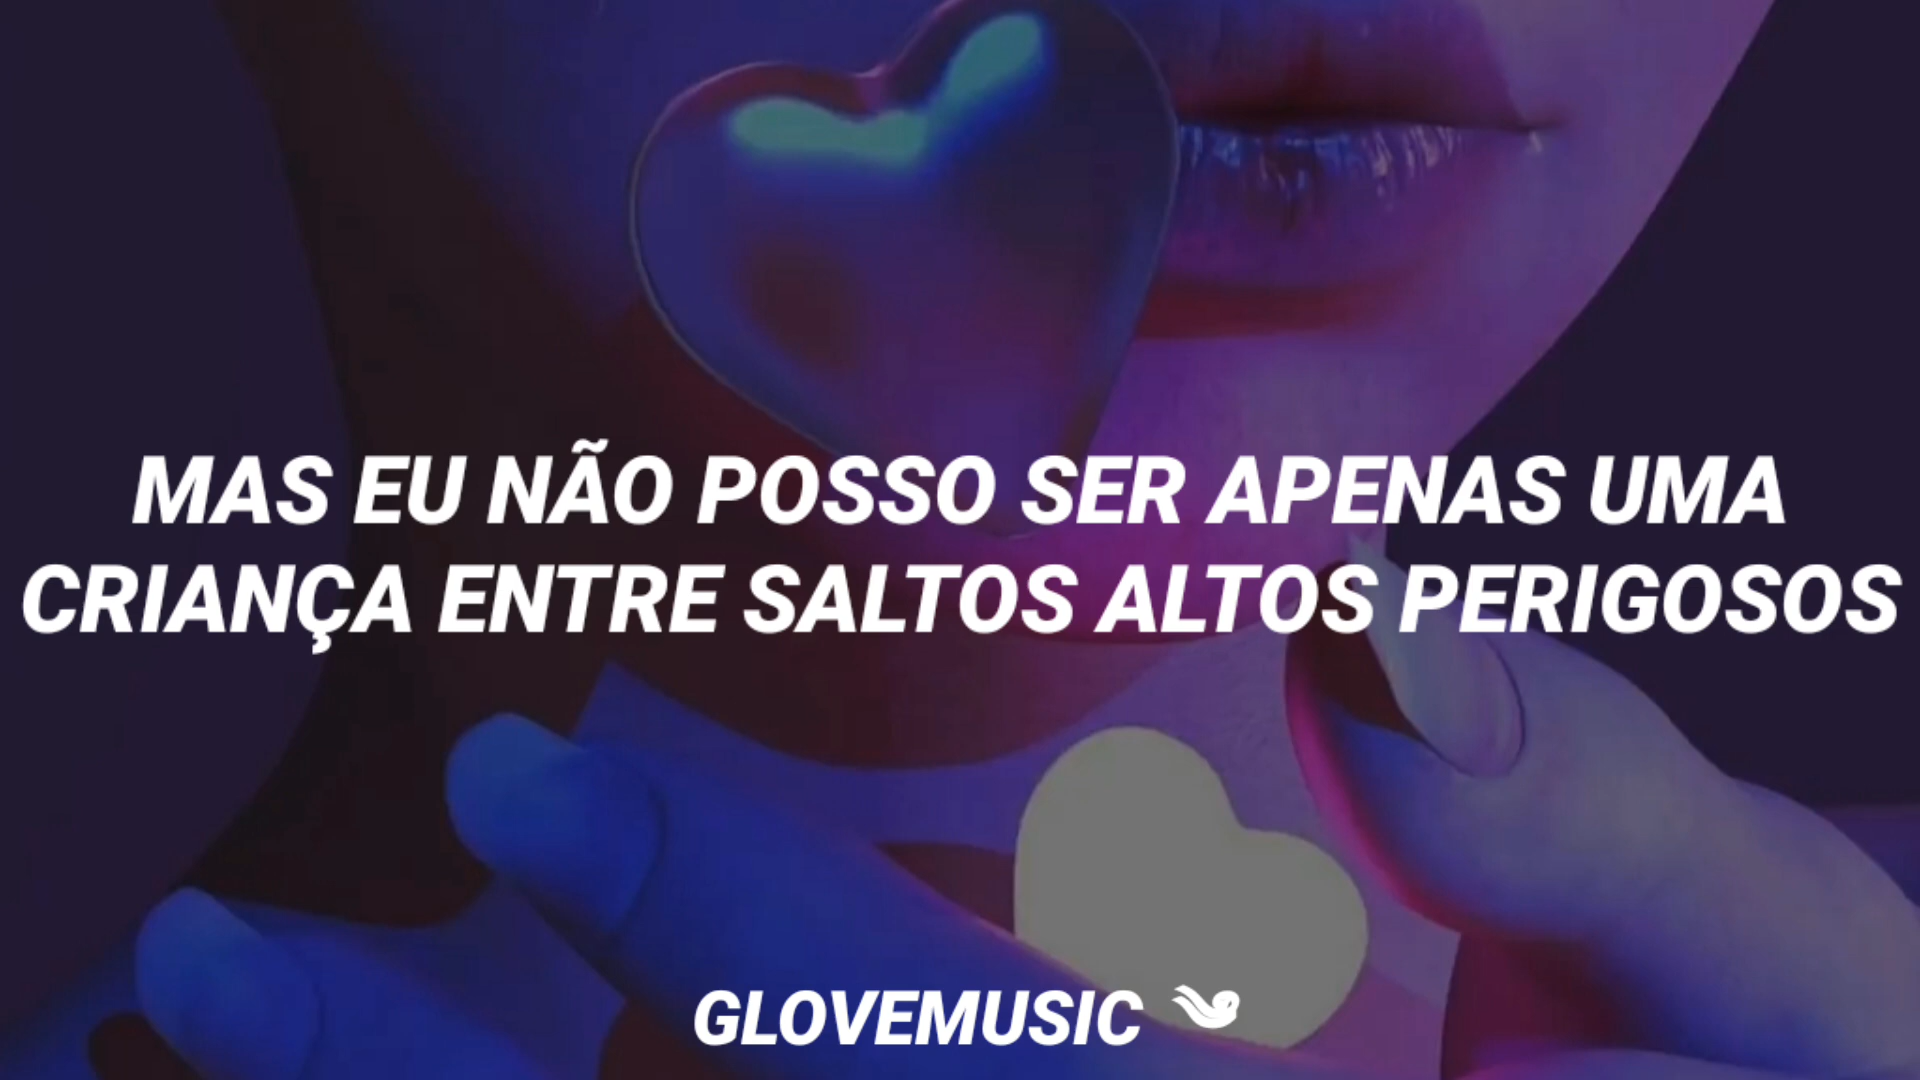 MAS EU NÃO POSSO SER APENAS UMA
CRIANÇA ENTRE SALTOS ALTOS PERIGOSOS
GLOVEMUSIC